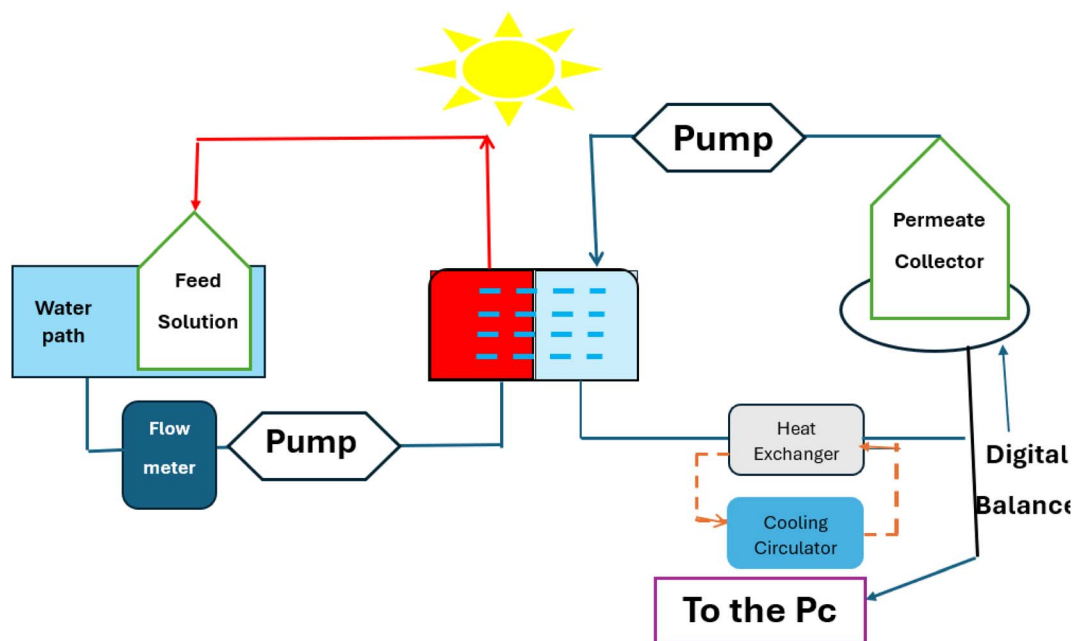 Pump
Permeate
Collector
Feed
Solution
Water
path
Flow
meter
Pump
Heat
Exchanger
Digital
Balance
Cooling
Circulator
To the Pc